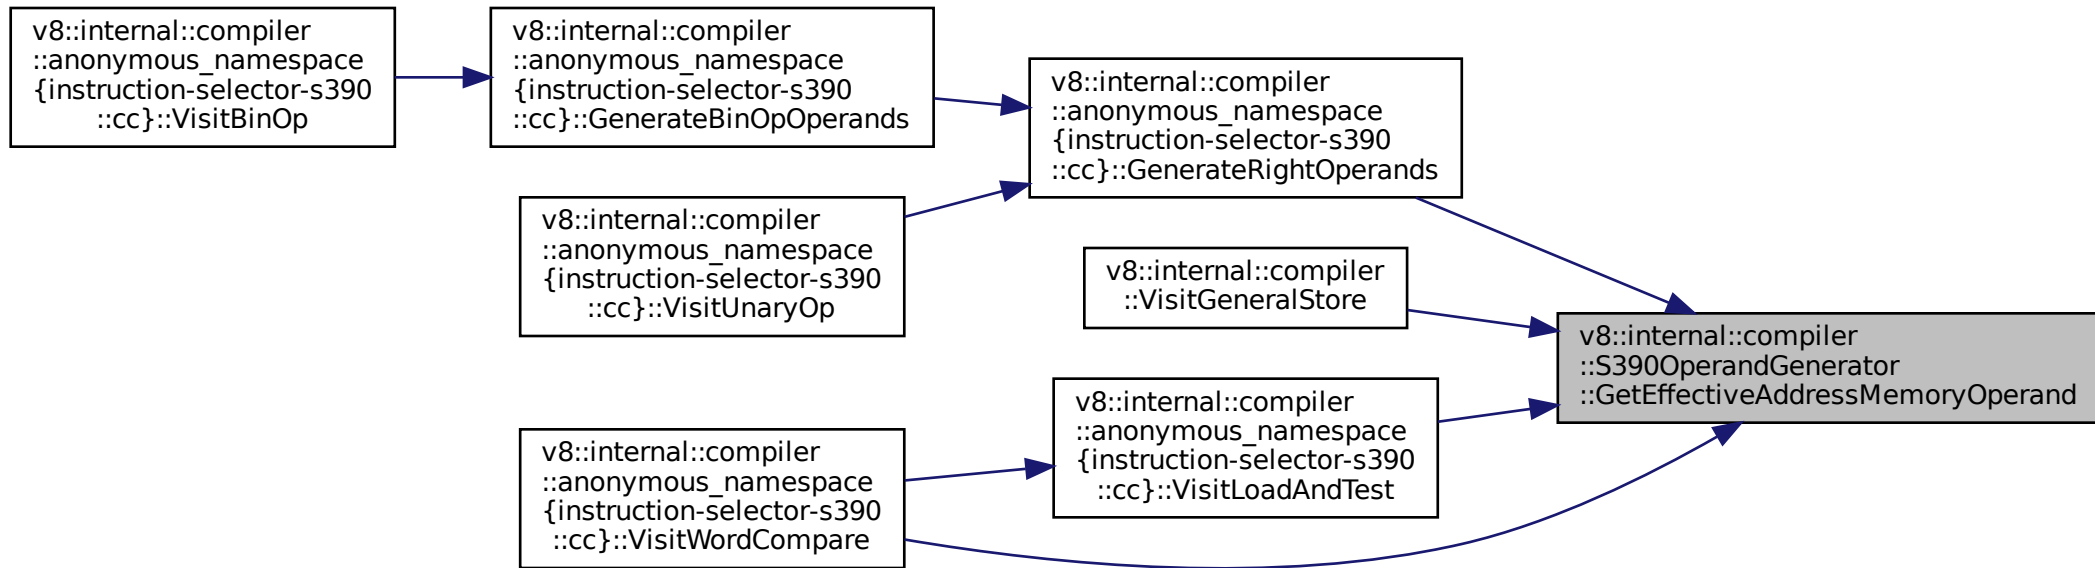 v8::internal::compiler
::anonymous_namespace
{instruction-selector-s390
::cc}::VisitBinOp
v8::internal::compiler
::anonymous_namespace
{instruction-selector-s390
::cc}::GenerateBinOpOperands
v8::internal::compiler
::anonymous_namespace
{instruction-selector-s390
::cc}::GenerateRightOperands
v8::internal::compiler
::anonymous_namespace
{instruction-selector-s390
::cc}::VisitUnaryOp
v8::internal::compiler
::VisitGeneralStore
v8::internal::compiler
::S390OperandGenerator
::GetEffectiveAddressMemoryOperand
v8::internal::compiler
::anonymous_namespace
{instruction-selector-s390
::cc}::VisitLoadAndTest
v8::internal::compiler
::anonymous_namespace
{instruction-selector-s390
::cc}::VisitWordCompare